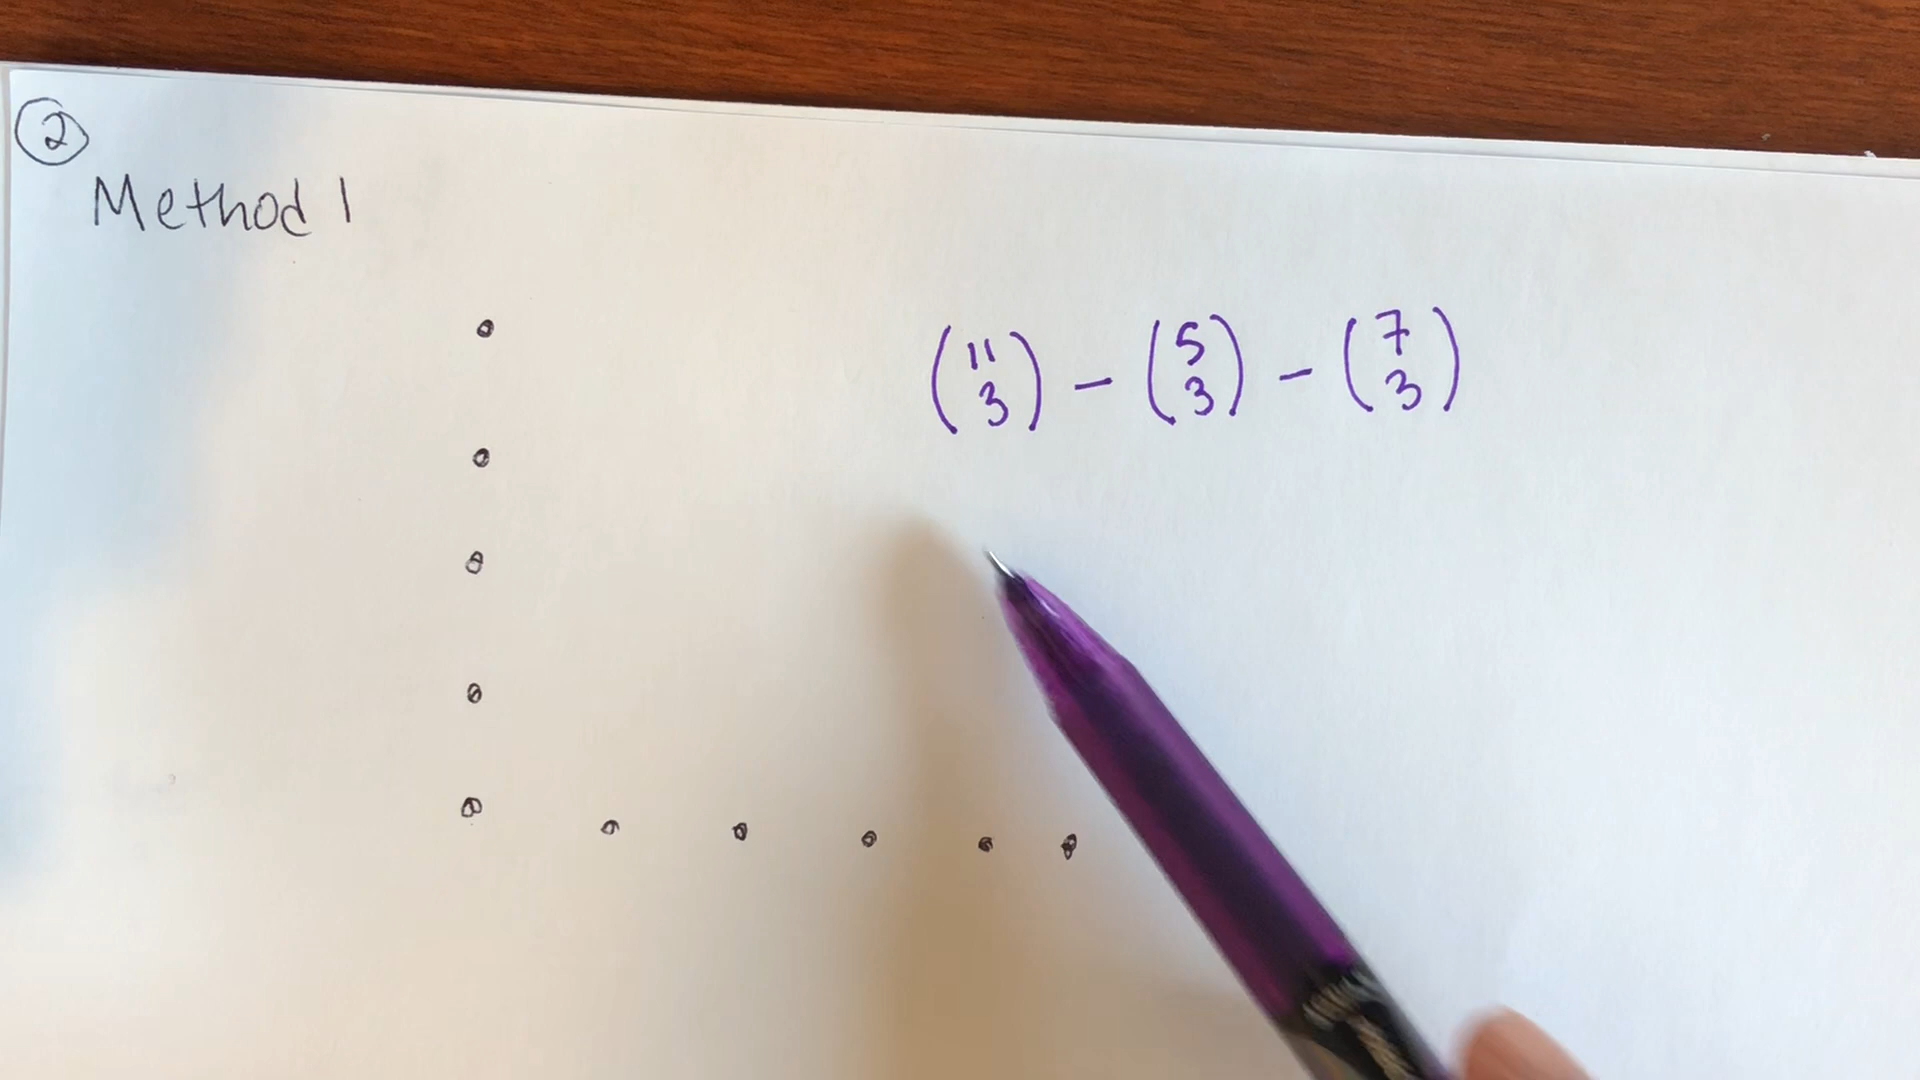 ②
Method 1
(11 3) - (5 3) - (7 3)